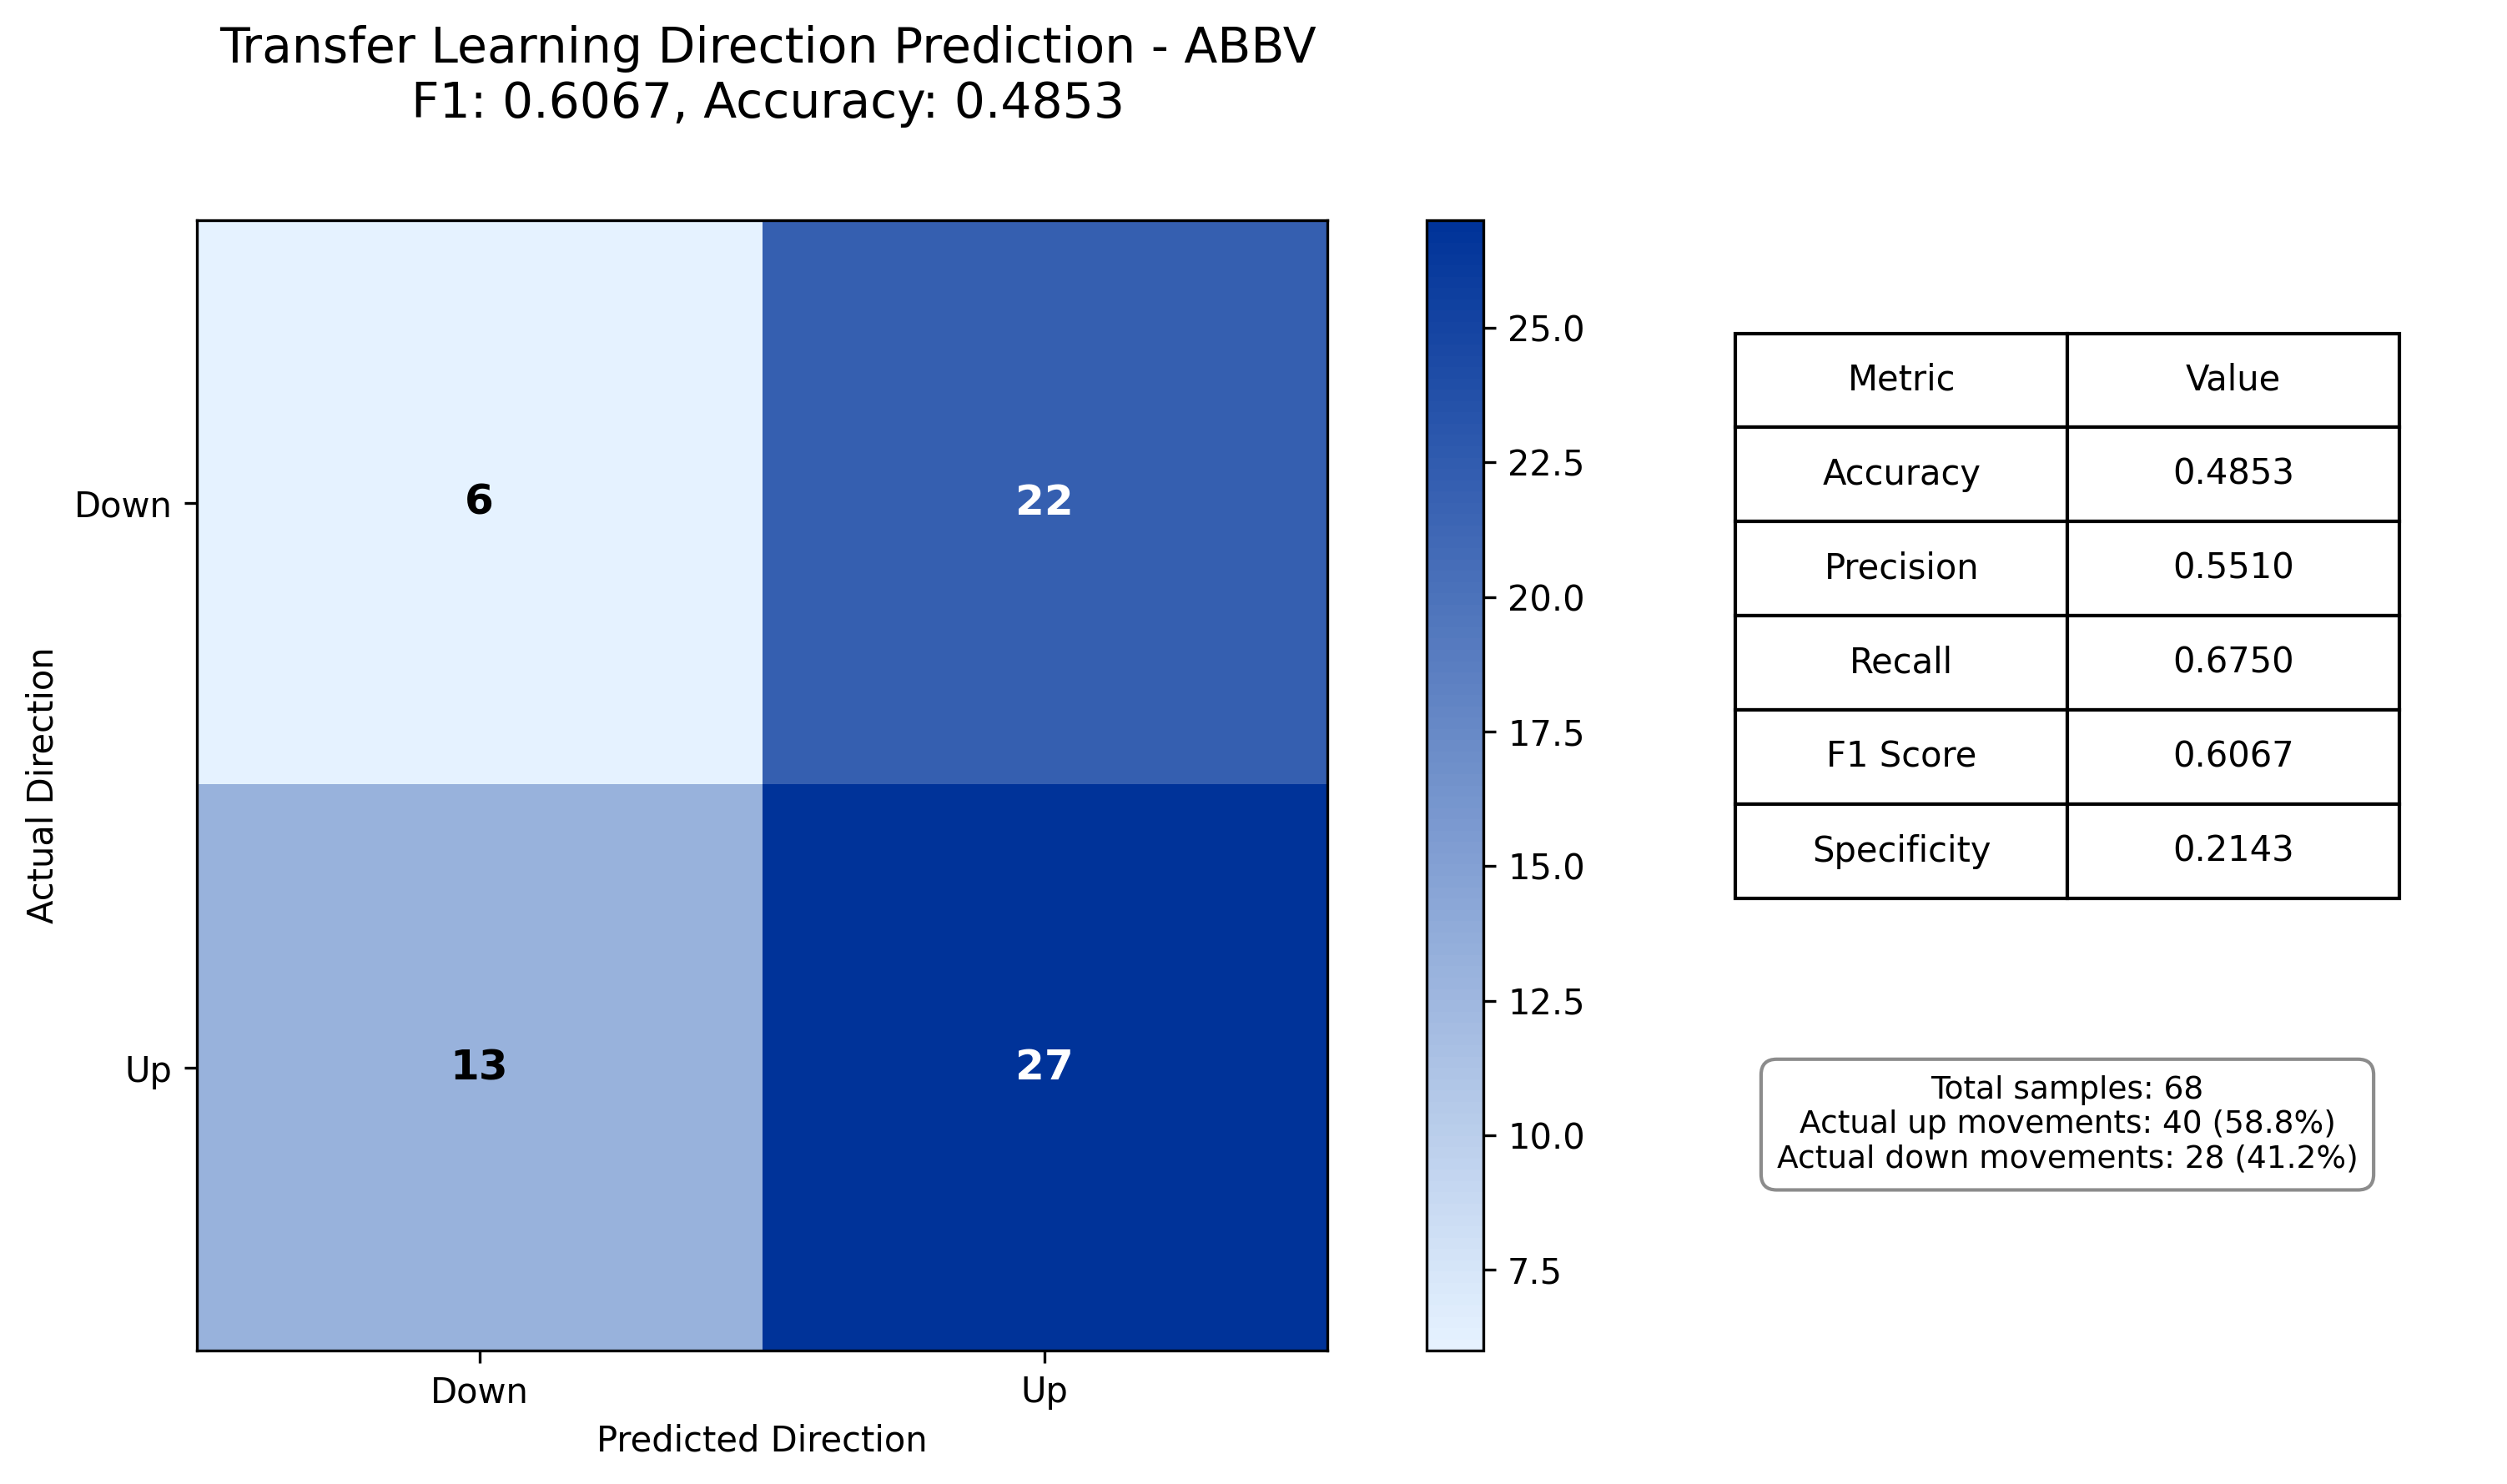 Transfer Learning Direction Prediction - ABBV
F1: 0.6067, Accuracy: 0.4853
Actual Direction
Down
Up
6
22
13
27
Down
Up
Predicted Direction
25.0
22.5
20.0
17.5
15.0
12.5
10.0
7.5
Metric Value
Accuracy 0.4853
Precision 0.5510
Recall 0.6750
F1 Score 0.6067
Specificity 0.2143
Total samples: 68
Actual up movements: 40 (58.8%)
Actual down movements: 28 (41.2%)